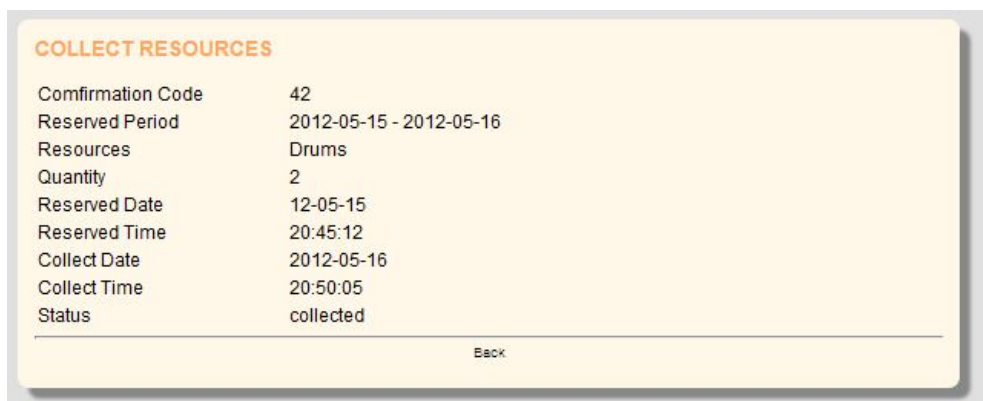 COLLECT RESOURCES
Comfirmation Code 42
Reserved Period 2012-05-15 - 2012-05-16
Resources Drums
Quantity 2
Reserved Date 12-05-15
Reserved Time 20:45:12
Collect Date 2012-05-16
Collect Time 20:50:05
Status collected
Back